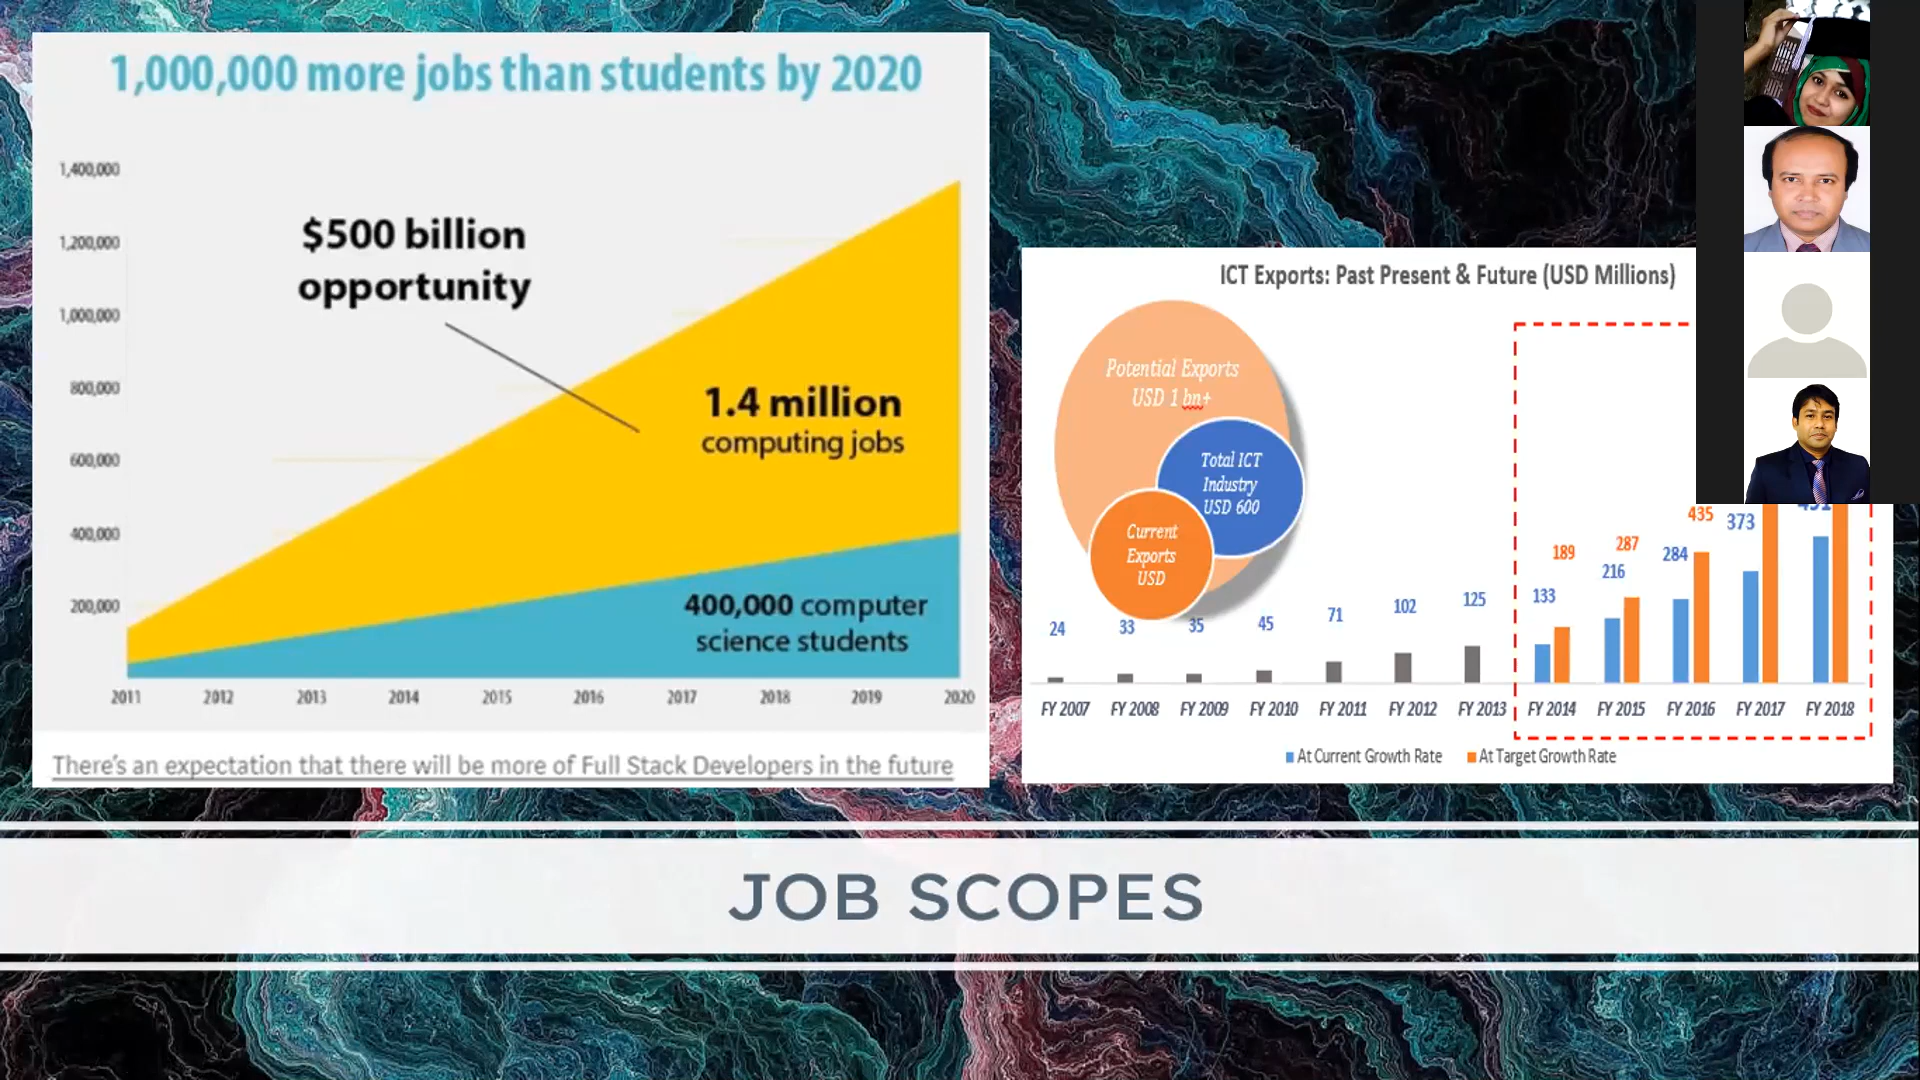 1,000,000 more jobs than students by 2020
1,400,000
1,200,000
1,000,000
800,000
600,000
400,000
200,000
$500 billion
opportunity
1.4 million
computing jobs
400,000 computer
science students
2011 2012 2013 2014 2015 2016 2017 2018 2019 2020
There's an expectation that there will be more of Full Stack Developers in the future
ICT Exports: Past Present & Future (USD Millions)
Potential Exports
USD 1 bn+
Total ICT
Industry
USD 600
Current
Exports
USD
24 33 35 45 71 102 125 133 189 216 287 284 435 373
FY 2007 FY 2008 FY 2009 FY 2010 FY 2011 FY 2012 FY 2013 FY 2014 FY 2015 FY 2016 FY 2017 FY 2018
At Current Growth Rate At Target Growth Rate
JOB SCOPES